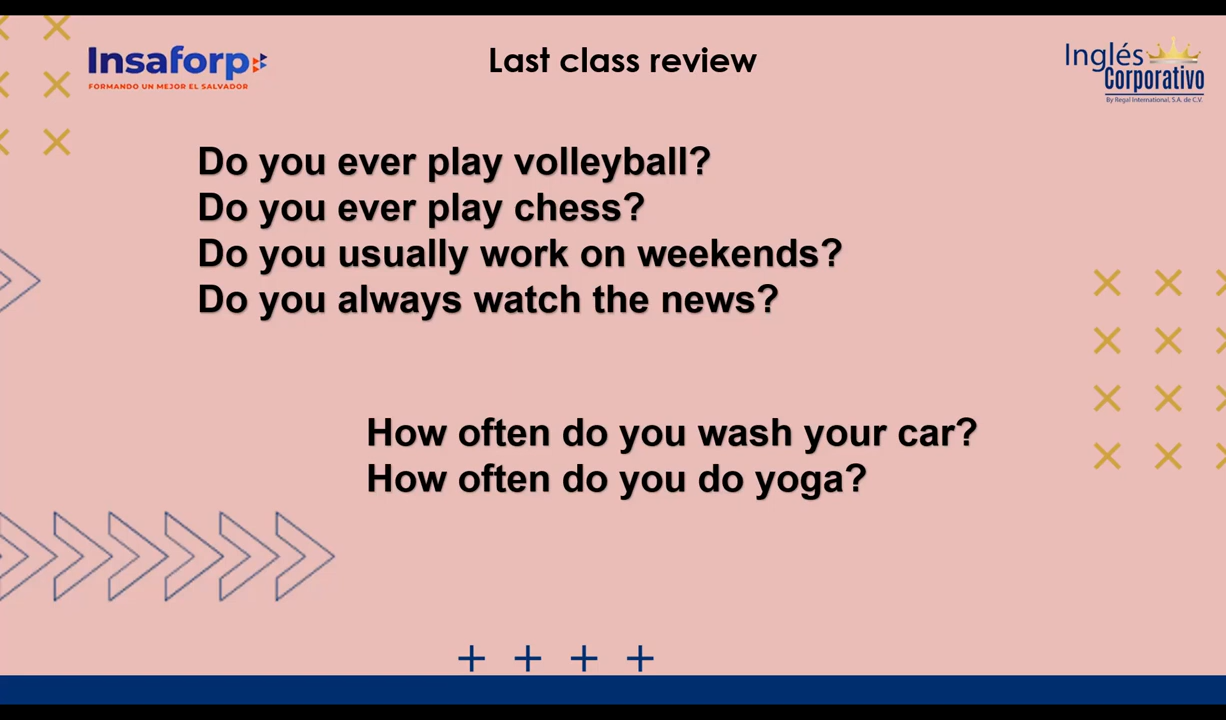 Insaforp
FORMANDO UN MEJOR EL SALVADOR
Last class review
Inglés
Corporativo
By Regal International, S.A. de C.V.
Do you ever play volleyball?
Do you ever play chess?
Do you usually work on weekends?
Do you always watch the news?
How often do you wash your car?
How often do you do yoga?